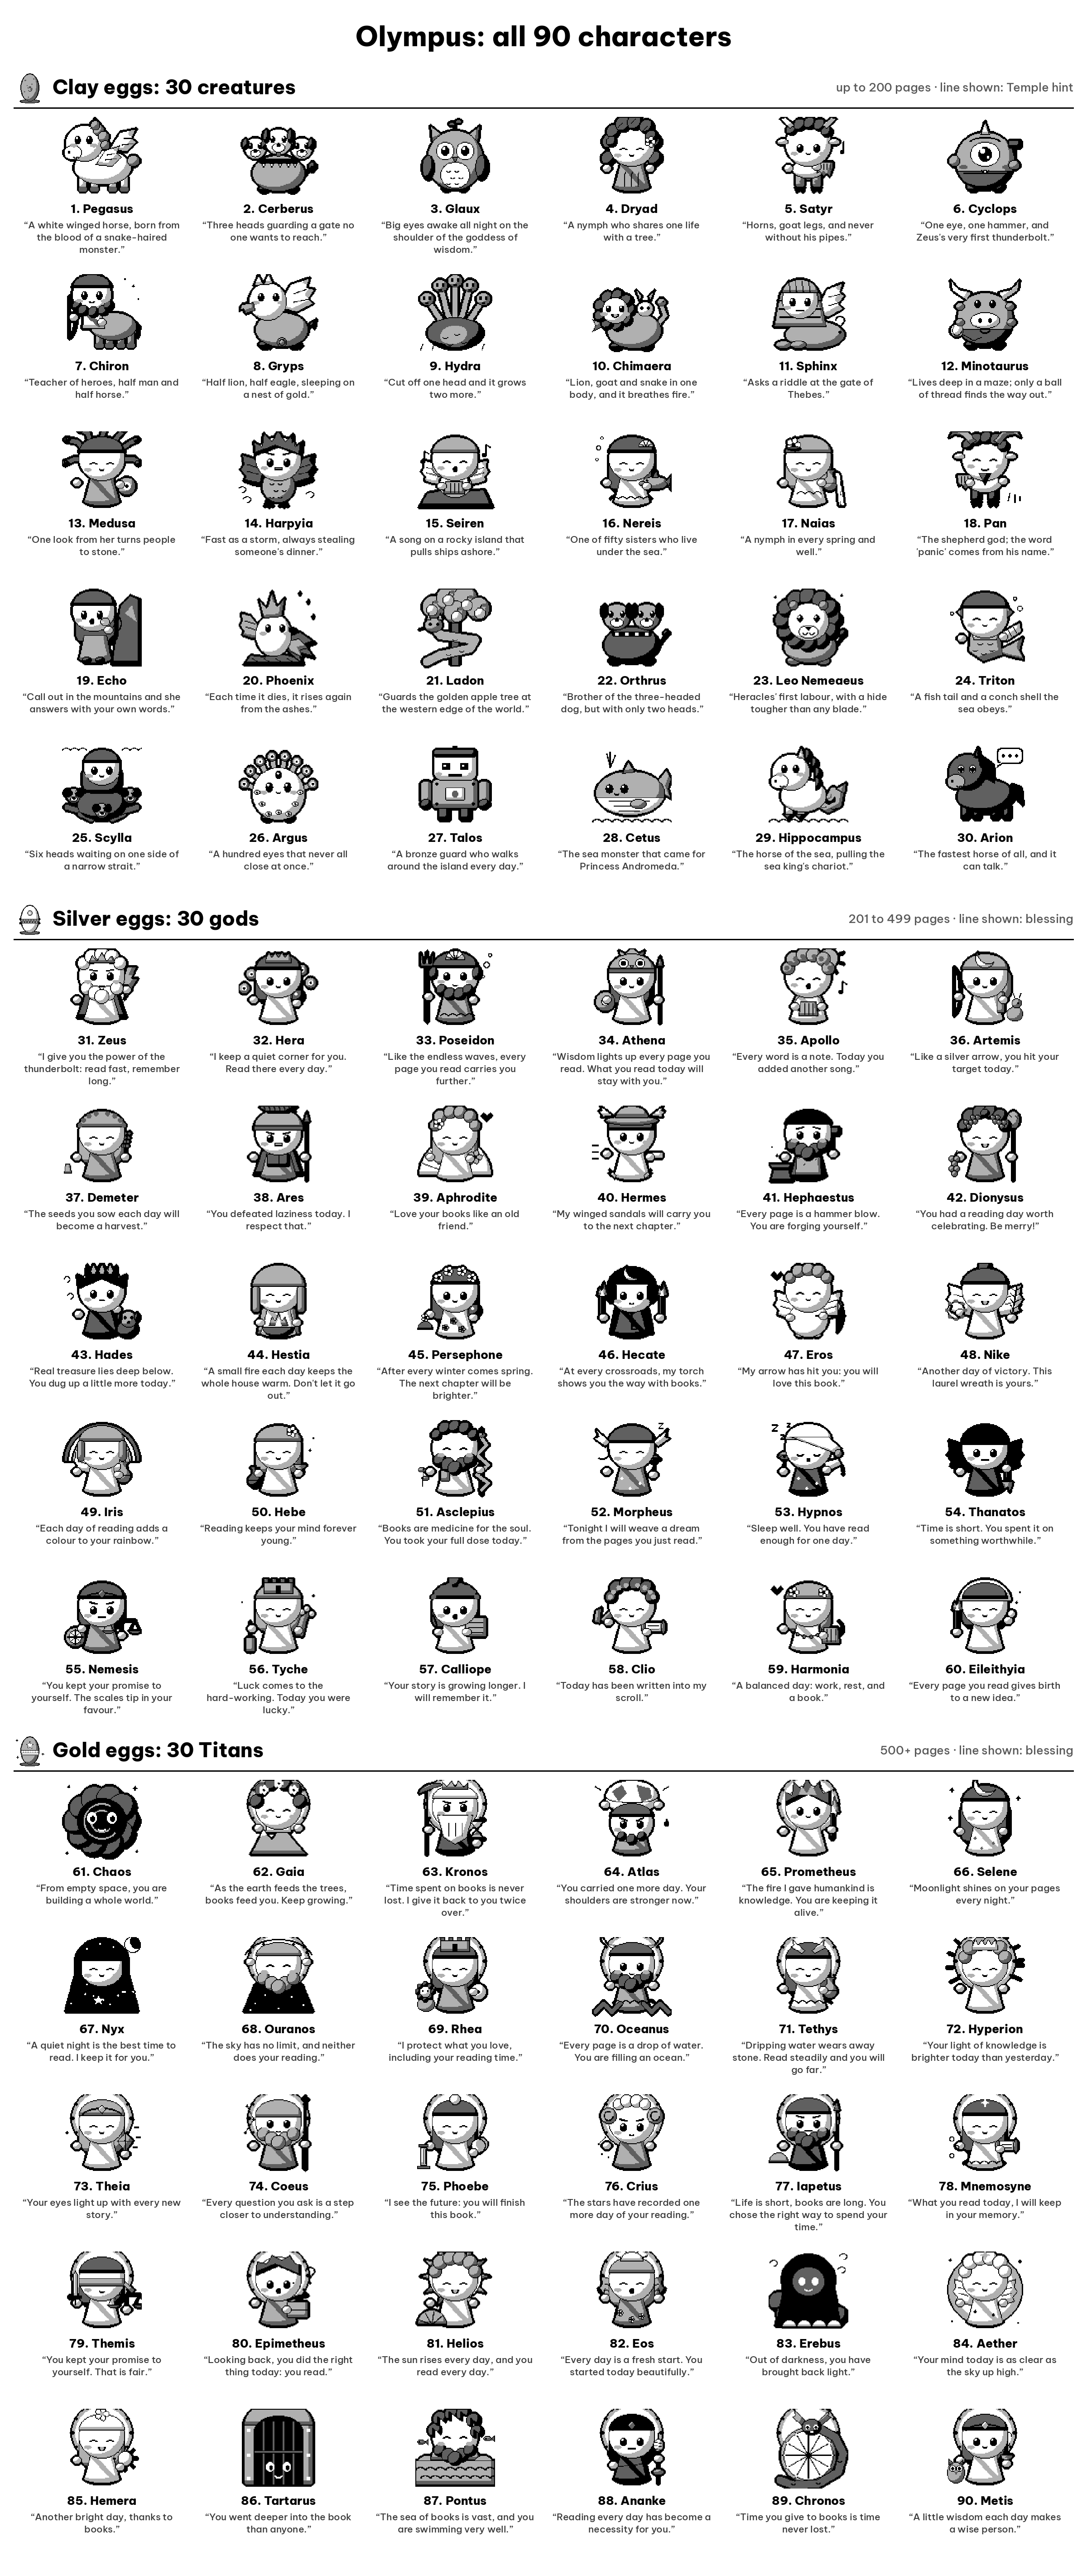 Olympus: all 90 characters
Clay eggs: 30 creatures
up to 200 pages · line shown: Temple hint
1. Pegasus
“A white winged horse, born from
the blood of a snake-haired
monster.”
2. Cerberus
“Three heads guarding a gate no
one wants to reach.”
3. Glaux
“Big eyes awake all night on the
shoulder of the goddess of
wisdom.”
4. Dryad
“A nymph who shares one life
with a tree.”
5. Satyr
“Horns, goat legs, and never
without his pipes.”
6. Cyclops
“One eye, one hammer, and
Zeus's very first thunderbolt.”
7. Chiron
“Teacher of heroes, half man and
half horse.”
8. Gryps
“Half lion, half eagle, sleeping on
a nest of gold.”
9. Hydra
“Cut off one head and it grows
two more.”
10. Chimaera
“Lion, goat and snake in one
body, and it breathes fire.”
11. Sphinx
“Asks a riddle at the gate of
Thebes.”
12. Minotaurus
“Lives deep in a maze; only a ball
of thread finds the way out.”
13. Medusa
“One look from her turns people
to stone.”
14. Harpyia
“Fast as a storm, always stealing
someone's dinner.”
15. Seiren
“A song on a rocky island that
pulls ships ashore.”
16. Nereis
“One of fifty sisters who live
under the sea.”
17. Naias
“A nymph in every spring and
well.”
18. Pan
“The shepherd god; the word
'panic' comes from his name.”
19. Echo
“Call out in the mountains and she
answers with your own words.”
20. Phoenix
“Each time it dies, it rises again
from the ashes.”
21. Ladon
“Guards the golden apple tree at
the western edge of the world.”
22. Orthrus
“Brother of the three-headed
dog, but with only two heads.”
23. Leo Nemeaeus
“Heracles' first labour, with a hide
tougher than any blade.”
24. Triton
“A fish tail and a conch shell the
sea obeys.”
25. Scylla
“Six heads waiting on one side of
a narrow strait.”
26. Argus
“A hundred eyes that never all
close at once.”
27. Talos
“A bronze guard who walks
around the island every day.”
28. Cetus
“The sea monster that came for
Princess Andromeda.”
29. Hippocampus
“The horse of the sea, pulling the
sea king's chariot.”
30. Arion
“The fastest horse of all, and it
can talk.”
Silver eggs: 30 gods
201 to 499 pages · line shown: blessing
31. Zeus
“I give you the power of the
thunderbolt: read fast, remember
long.”
32. Hera
“I keep a quiet corner for you.
Read there every day.”
33. Poseidon
“Like the endless waves, every
page you read carries you
further.”
34. Athena
“Wisdom lights up every page you
read. What you read today will
stay with you.”
35. Apollo
“Every word is a note. Today you
added another song.”
36. Artemis
“Like a silver arrow, you hit your
target today.”
37. Demeter
“The seeds you sow each day will
become a harvest.”
38. Ares
“You defeated laziness today. I
respect that.”
39. Aphrodite
“Love your books like an old
friend.”
40. Hermes
“My winged sandals will carry you
to the next chapter.”
41. Hephaestus
“Every page is a hammer blow.
You are forging yourself.”
42. Dionysus
“You had a reading day worth
celebrating. Be merry!”
43. Hades
“Real treasure lies deep below.
You dug up a little more today.”
44. Hestia
“A small fire each day keeps the
whole house warm. Don't let it go
out.”
45. Persephone
“After every winter comes spring.
The next chapter will be
brighter.”
46. Hecate
“At every crossroads, my torch
shows you the way with books.”
47. Eros
“My arrow has hit you: you will
love this book.”
48. Nike
“Another day of victory. This
laurel wreath is yours.”
49. Iris
“Each day of reading adds a
colour to your rainbow.”
50. Hebe
“Reading keeps your mind forever
young.”
51. Asclepius
“Books are medicine for the soul.
You took your full dose today.”
z
52. Morpheus
“Tonight I will weave a dream
from the pages you just read.”
z z
53. Hypnos
“Sleep well. You have read
enough for one day.”
54. Thanatos
“Time is short. You spent it on
something worthwhile.”
55. Nemesis
“You kept your promise to
yourself. The scales tip in your
favour.”
56. Tyche
“Luck comes to the
hard-working. Today you were
lucky.”
57. Calliope
“Your story is growing longer. I
will remember it.”
58. Clio
“Today has been written into my
scroll.”
59. Harmonia
“A balanced day: work, rest, and
a book.”
60. Eileithyia
“Every page you read gives birth
to a new idea.”
Gold eggs: 30 Titans
500+ pages · line shown: blessing
61. Chaos
“From empty space, you are
building a whole world.”
62. Gaia
“As the earth feeds the trees,
books feed you. Keep growing.”
63. Kronos
“Time spent on books is never
lost. I give it back to you twice
over.”
64. Atlas
“You carried one more day. Your
shoulders are stronger now.”
65. Prometheus
“The fire I gave humankind is
knowledge. You are keeping it
alive.”
66. Selene
“Moonlight shines on your pages
every night.”
67. Nyx
“A quiet night is the best time to
read. I keep it for you.”
68. Ouranos
“The sky has no limit, and neither
does your reading.”
69. Rhea
“I protect what you love,
including your reading time.”
70. Oceanus
“Every page is a drop of water.
You are filling an ocean.”
71. Tethys
“Dripping water wears away
stone. Read steadily and you will
go far.”
72. Hyperion
“Your light of knowledge is
brighter today than yesterday.”
73. Theia
“Your eyes light up with every new
story.”
74. Coeus
“Every question you ask is a step
closer to understanding.”
75. Phoebe
“I see the future: you will finish
this book.”
76. Crius
“The stars have recorded one
more day of your reading.”
77. Iapetus
“Life is short, books are long. You
chose the right way to spend your
time.”
78. Mnemosyne
“What you read today, I will keep
in your memory.”
79. Themis
“You kept your promise to
yourself. That is fair.”
80. Epimetheus
“Looking back, you did the right
thing today: you read.”
81. Helios
“The sun rises every day, and you
read every day.”
82. Eos
“Every day is a fresh start. You
started today beautifully.”
83. Erebus
“Out of darkness, you have
brought back light.”
84. Aether
“Your mind today is as clear as
the sky up high.”
85. Hemera
“Another bright day, thanks to
books.”
86. Tartarus
“You went deeper into the book
than anyone.”
87. Pontus
“The sea of books is vast, and you
are swimming very well.”
88. Ananke
“Reading every day has become a
necessity for you.”
89. Chronos
“Time you give to books is time
never lost.”
90. Metis
“A little wisdom each day makes
a wise person.”